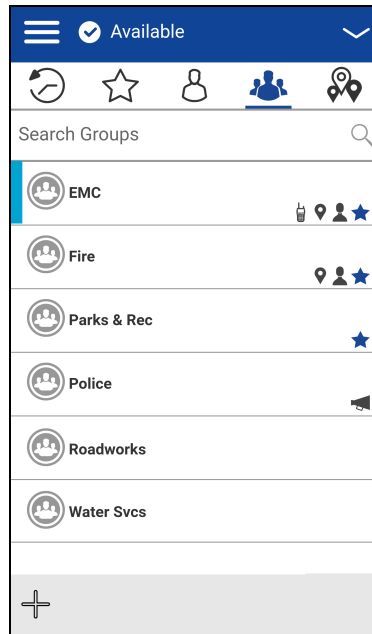 Available
Search Groups
EMC
Fire
Parks & Rec
Police
Roadworks
Water Svcs